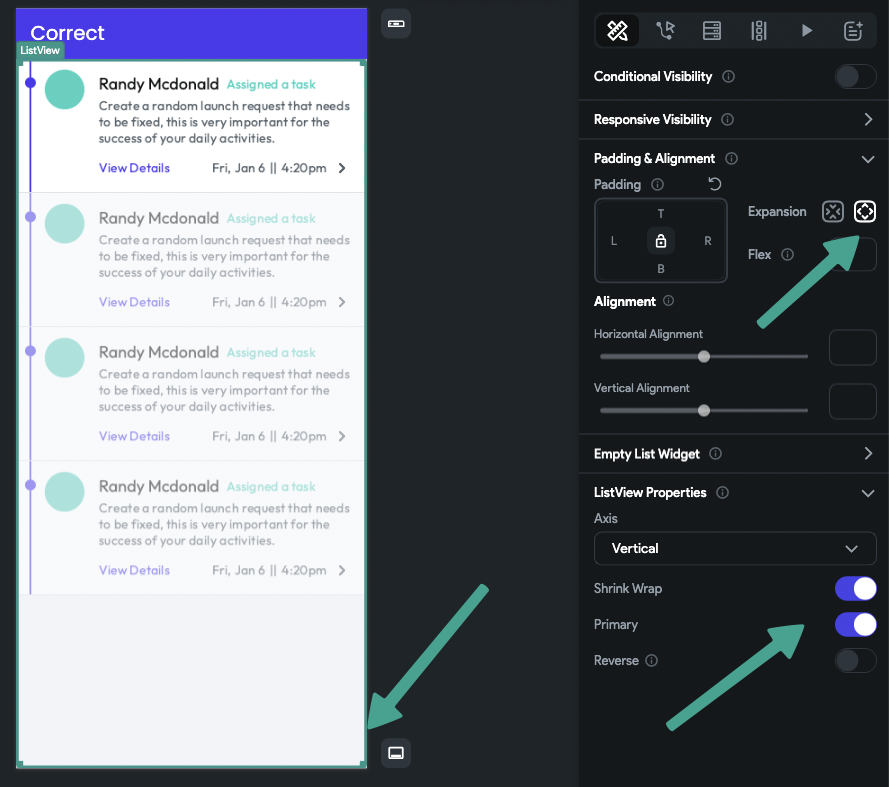 Correct
ListView
Randy Mcdonald Assigned a task
Create a random launch request that needs
to be fixed, this is very important for the
success of your daily activities.
View Details Fri, Jan 6 || 4:20pm
Randy Mcdonald Assigned a task
Create a random launch request that needs
to be fixed, this is very important for the
success of your daily activities.
View Details Fri, Jan 6 || 4:20pm
Randy Mcdonald Assigned a task
Create a random launch request that needs
to be fixed, this is very important for the
success of your daily activities.
View Details Fri, Jan 6 || 4:20pm
Randy Mcdonald Assigned a task
Create a random launch request that needs
to be fixed, this is very important for the
success of your daily activities.
View Details Fri, Jan 6 || 4:20pm
Conditional Visibility
Responsive Visibility
Padding & Alignment
Padding
T
L R
B
Expansion
Flex
Alignment
Horizontal Alignment
Vertical Alignment
Empty List Widget
ListView Properties
Axis
Vertical
Shrink Wrap
Primary
Reverse